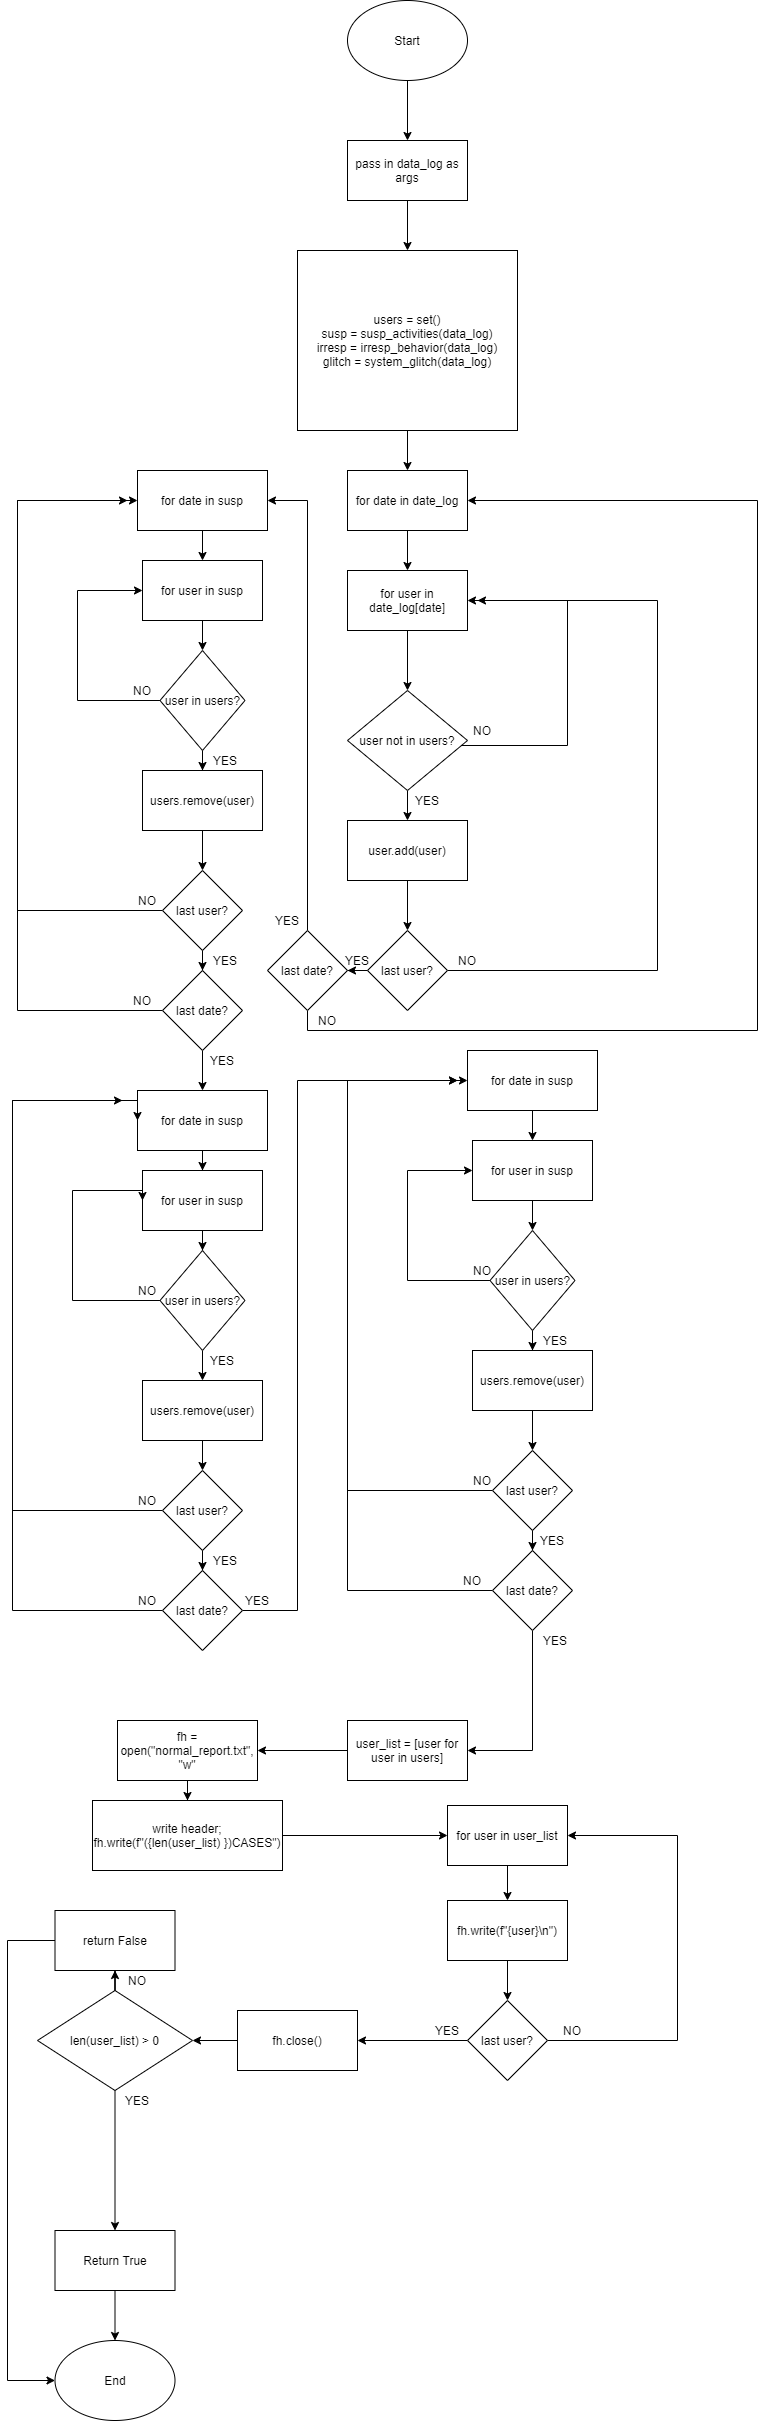 Start
pass in data_log as
args
users = set()
susp = susp_activities(data_log)
irresp = irresp_behavior(data_log)
glitch = system_glitch(data_log)
for date in date_log
for user in
date_log[date]
user not in users?
NO
YES
user.add(user)
last user?
NO
YES
last date?
YES
NO
for date in susp
for user in susp
user in users?
NO
YES
users.remove(user)
last user?
NO
YES
last date?
NO
YES
for date in susp
for user in susp
user in users?
NO
YES
users.remove(user)
last user?
NO
YES
last date?
NO
YES
for date in susp
for user in susp
user in users?
NO
YES
users.remove(user)
last user?
NO
YES
last date?
NO
YES
user_list = [user for
user in users]
fh =
open("normal_report.txt",
"w"
write header;
fh.write(f"({len(user_list) })CASES")
for user in user_list
fh.write(f"{user}\n")
last user?
NO
YES
fh.close()
len(user_list) > 0
NO
return False
YES
Return True
End